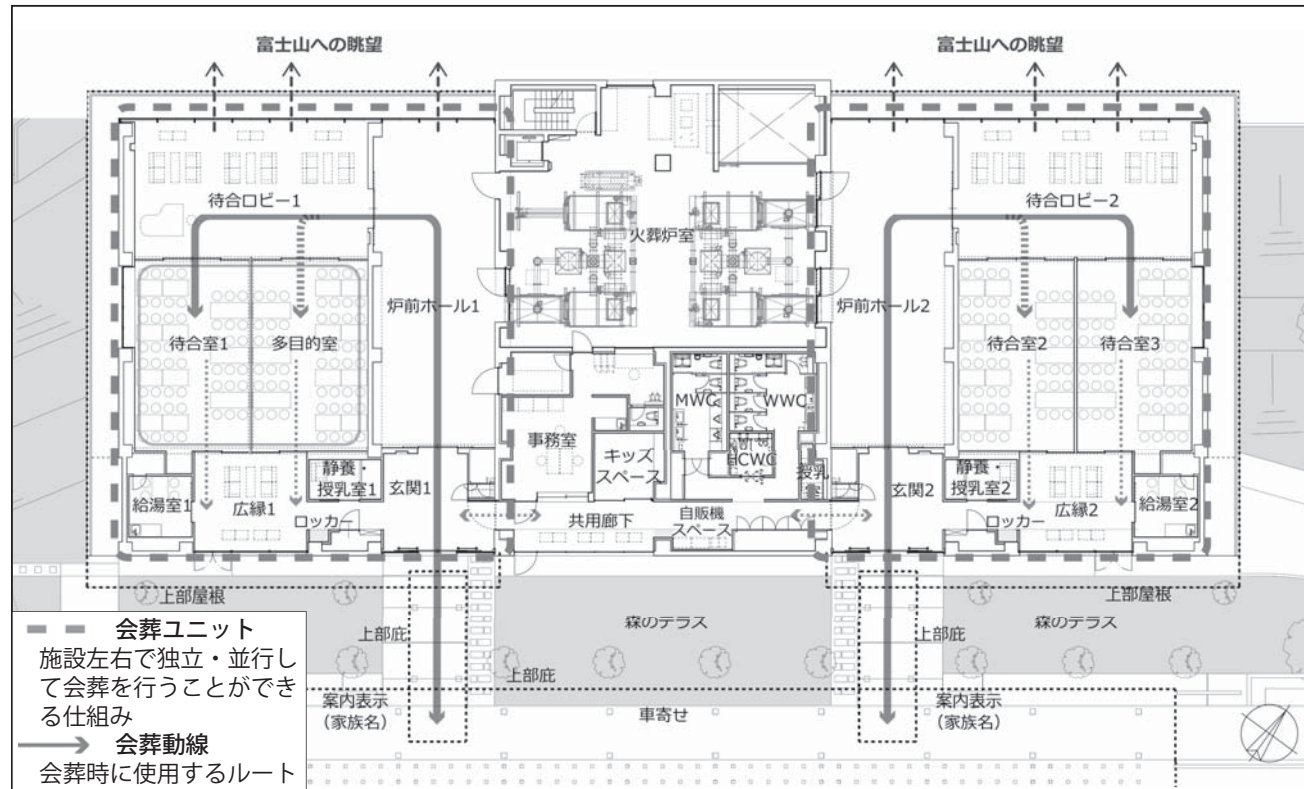 富士山への眺望
富士山への眺望
待合ロビー1
火葬炉室
待合ロビー2
炉前ホール1
炉前ホール2
待合室1
多目的室
待合室2
待合室3
MWC
WWC
HCWC
事務室
キッズ
スペース
授乳
静養・
授乳室1
玄関1
玄関2
静養・
授乳室2
給湯室1
広縁1
ロッカー
共用廊下
自販機
スペース
ロッカー
広縁2
給湯室2
上部屋根
上部屋根
上部庇
森のテラス
上部庇
森のテラス
上部庇
案内表示
(家族名)
車寄せ
案内表示
(家族名)
会葬ユニット
施設左右で独立・並行し
て会葬を行うことができ
る仕組み
会葬動線
会葬時に使用するルート